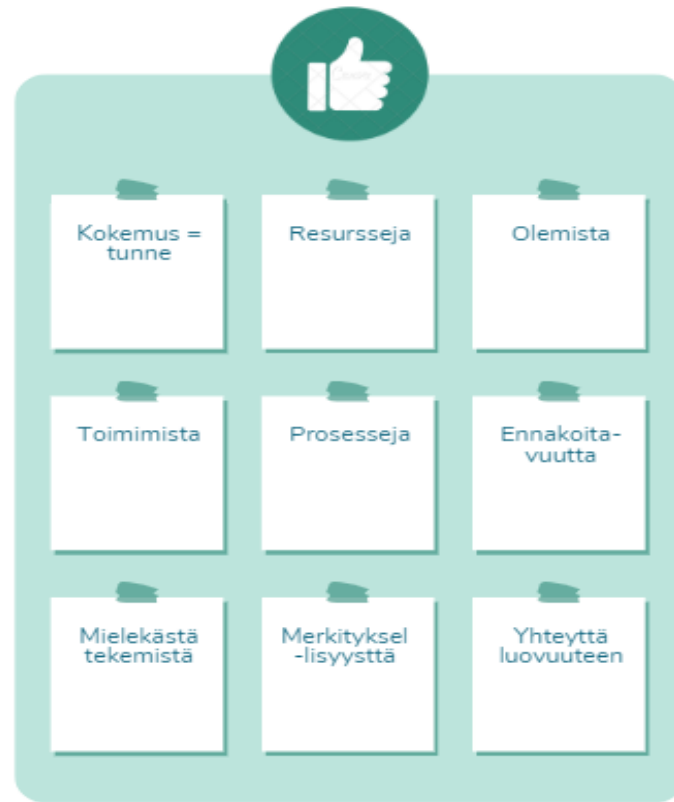 Kokemus =
tunne
Resursseja
Olemista
Toimimista
Prosesseja
Ennakoita-
vuutta
Mielekästä
tekemistä
Merkityksel
-lisyysttä
Yhteyttä
luovuuteen